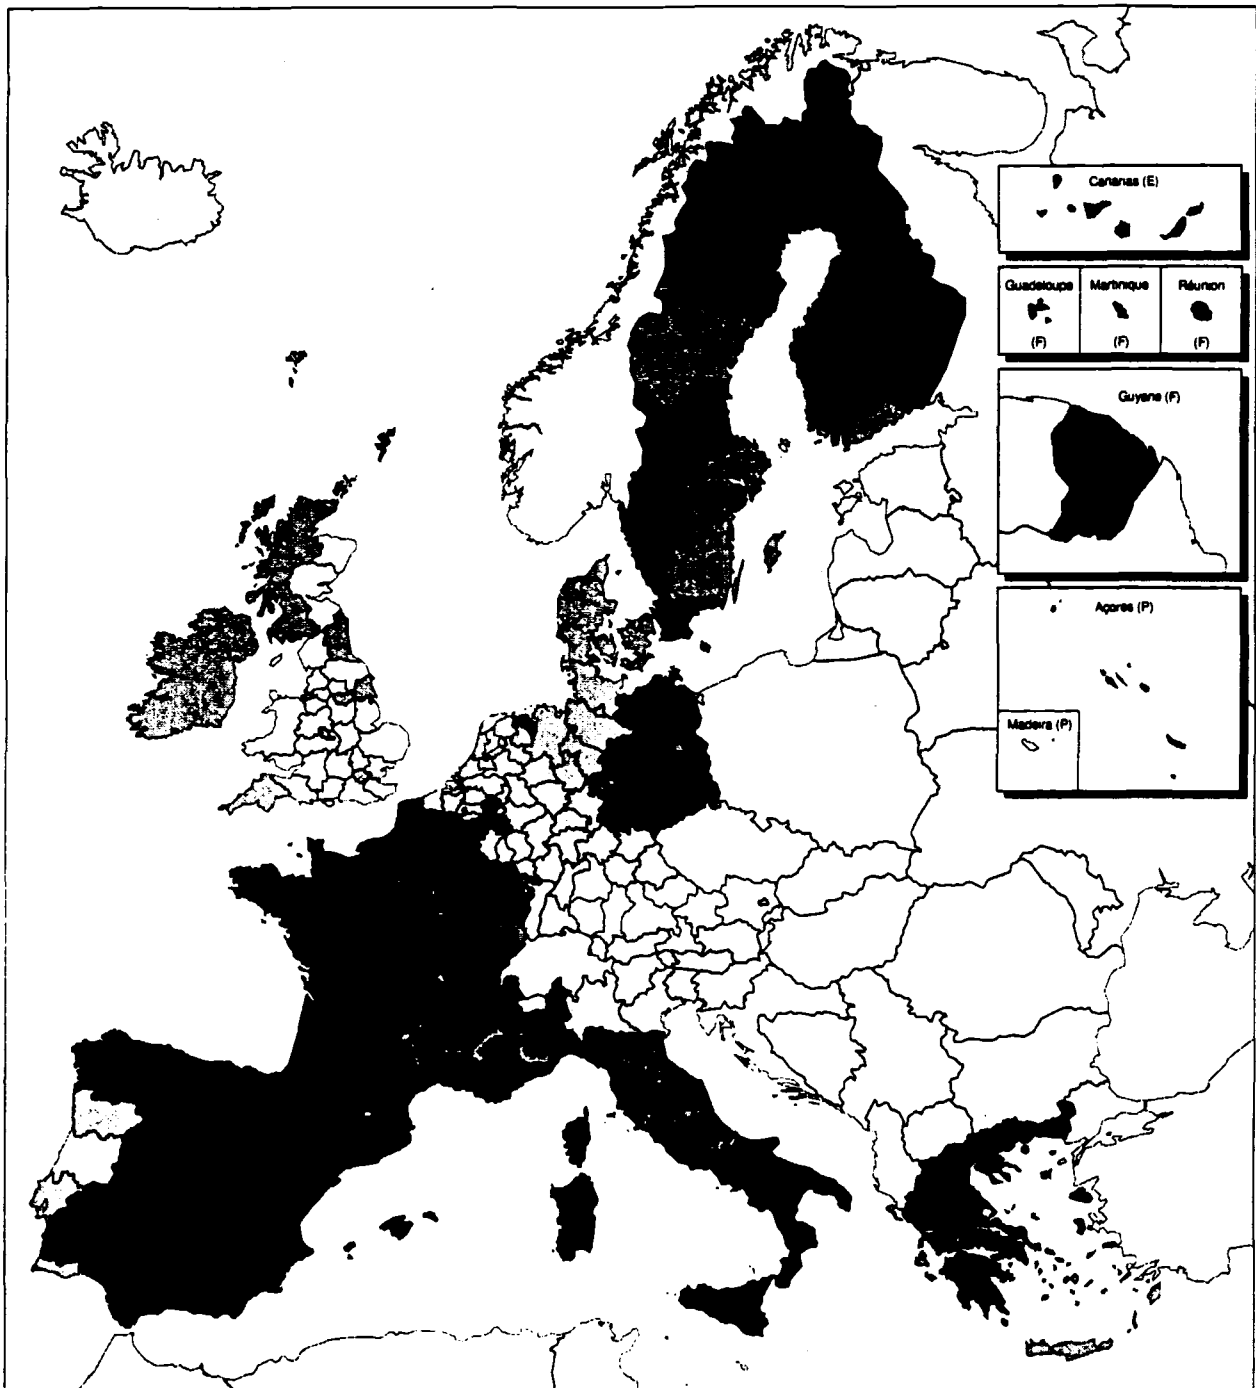 Canarias (E)
Guadeloupe
Martinique
Réunion
(F)
(F)
(F)
Guyane (F)
Açores (P)
Madeira (P)